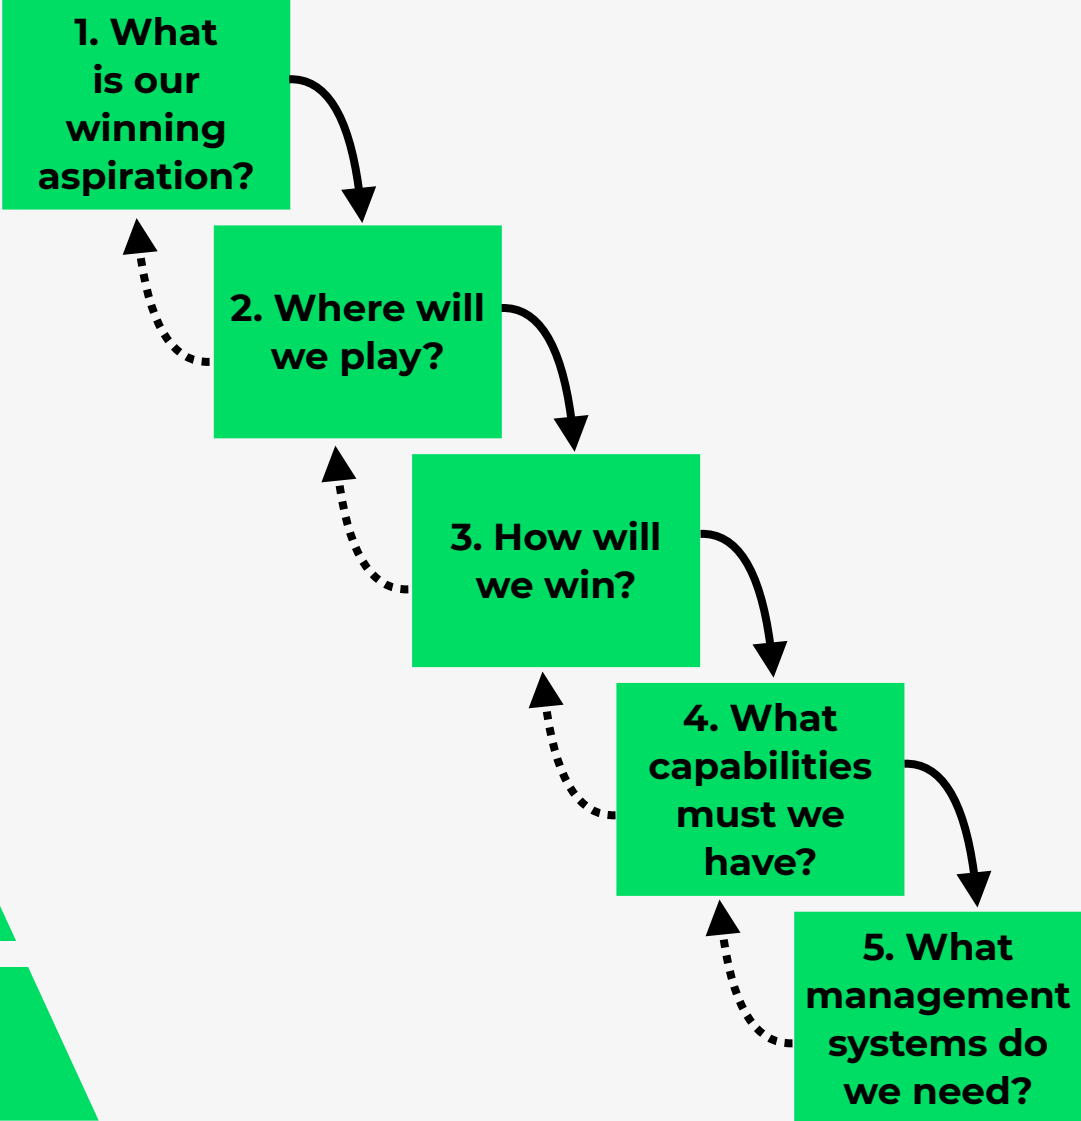 1. What
is our
winning
aspiration?
2. Where will
we play?
3. How will
we win?
4. What
capabilities
must we
have?
5. What
management
systems do
we need?